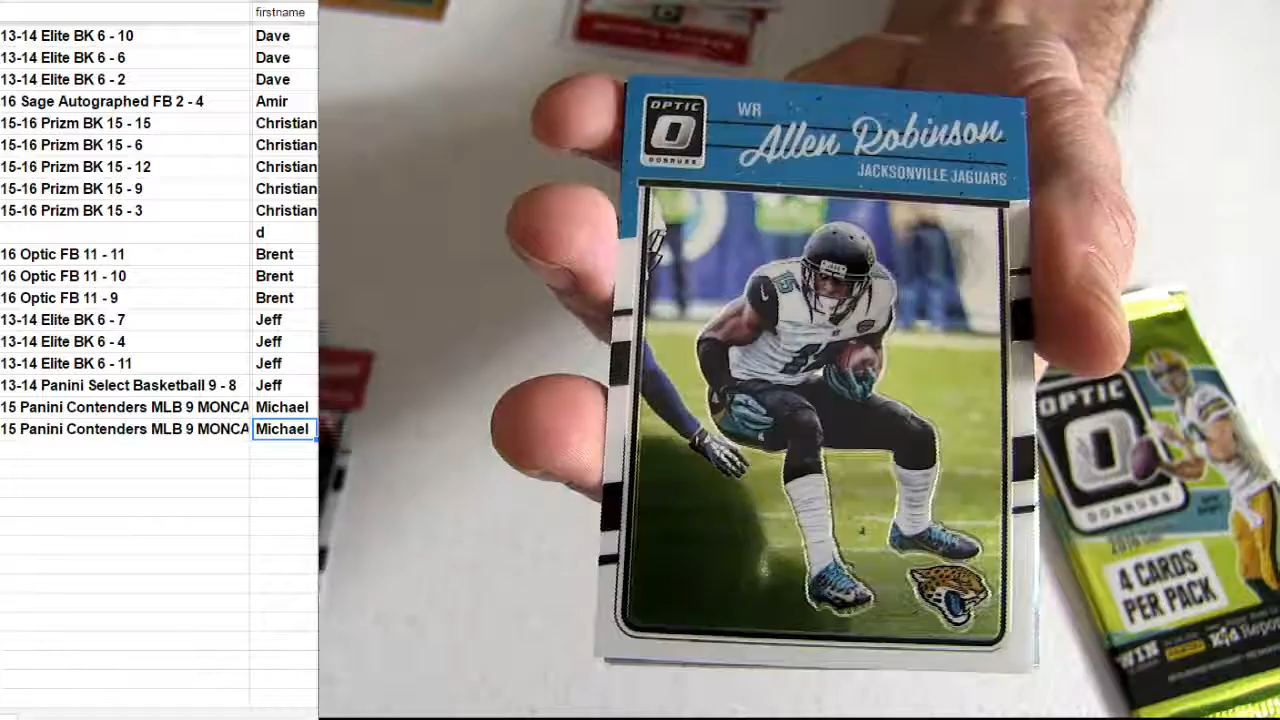 firstname
13-14 Elite BK 6 - 10 Dave
13-14 Elite BK 6 - 6 Dave
13-14 Elite BK 6 - 2 Dave
16 Sage Autographed FB 2 - 4 Amir
15-16 Prizm BK 15 - 15 Christian
15-16 Prizm BK 15 - 6 Christian
15-16 Prizm BK 15 - 12 Christian
15-16 Prizm BK 15 - 9 Christian
15-16 Prizm BK 15 - 3 Christian
d
16 Optic FB 11 - 11 Brent
16 Optic FB 11 - 10 Brent
16 Optic FB 11 - 9 Brent
13-14 Elite BK 6 - 7 Jeff
13-14 Elite BK 6 - 4 Jeff
13-14 Elite BK 6 - 11 Jeff
13-14 Panini Select Basketball 9 - 8 Jeff
15 Panini Contenders MLB 9 MONCA Michael
15 Panini Contenders MLB 9 MONCA Michael
OPTIC
O
DONRUSS
WR
Allen Robinson
JACKSONVILLE JAGUARS
15
OPTIC
O
DONRUSS
4 CARDS
PER PACK
WIN
PANINI